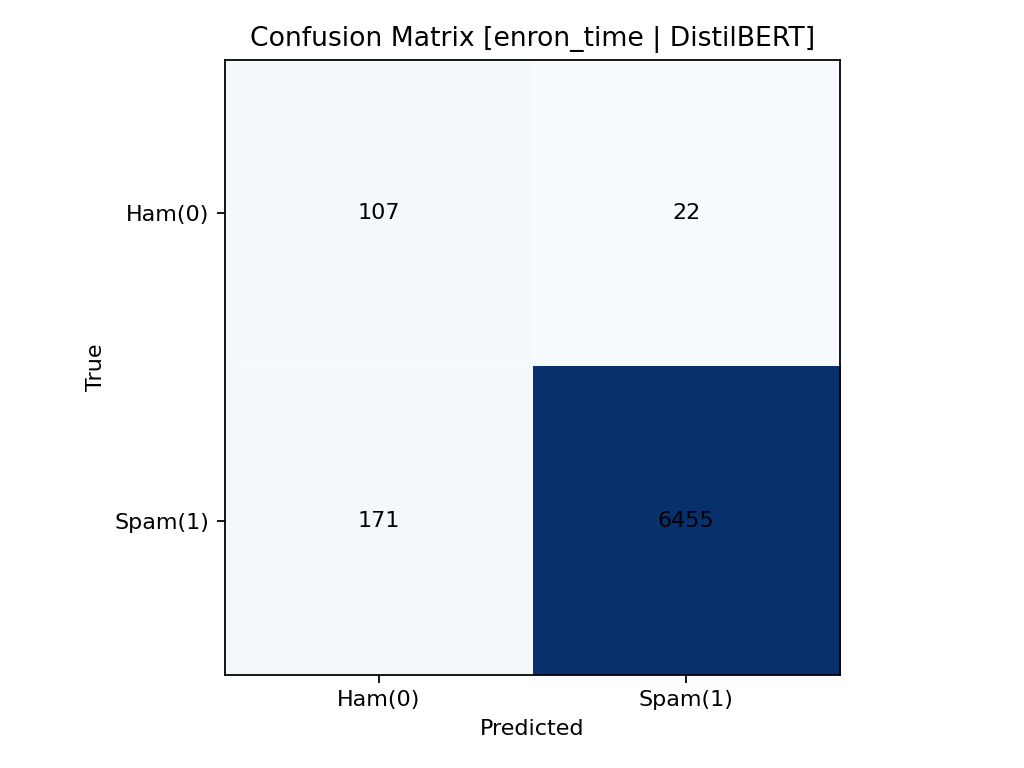 Confusion Matrix [enron_time | DistilBERT]
Ham(0)
107
22
True
Spam(1)
171
6455
Ham(0)
Spam(1)
Predicted